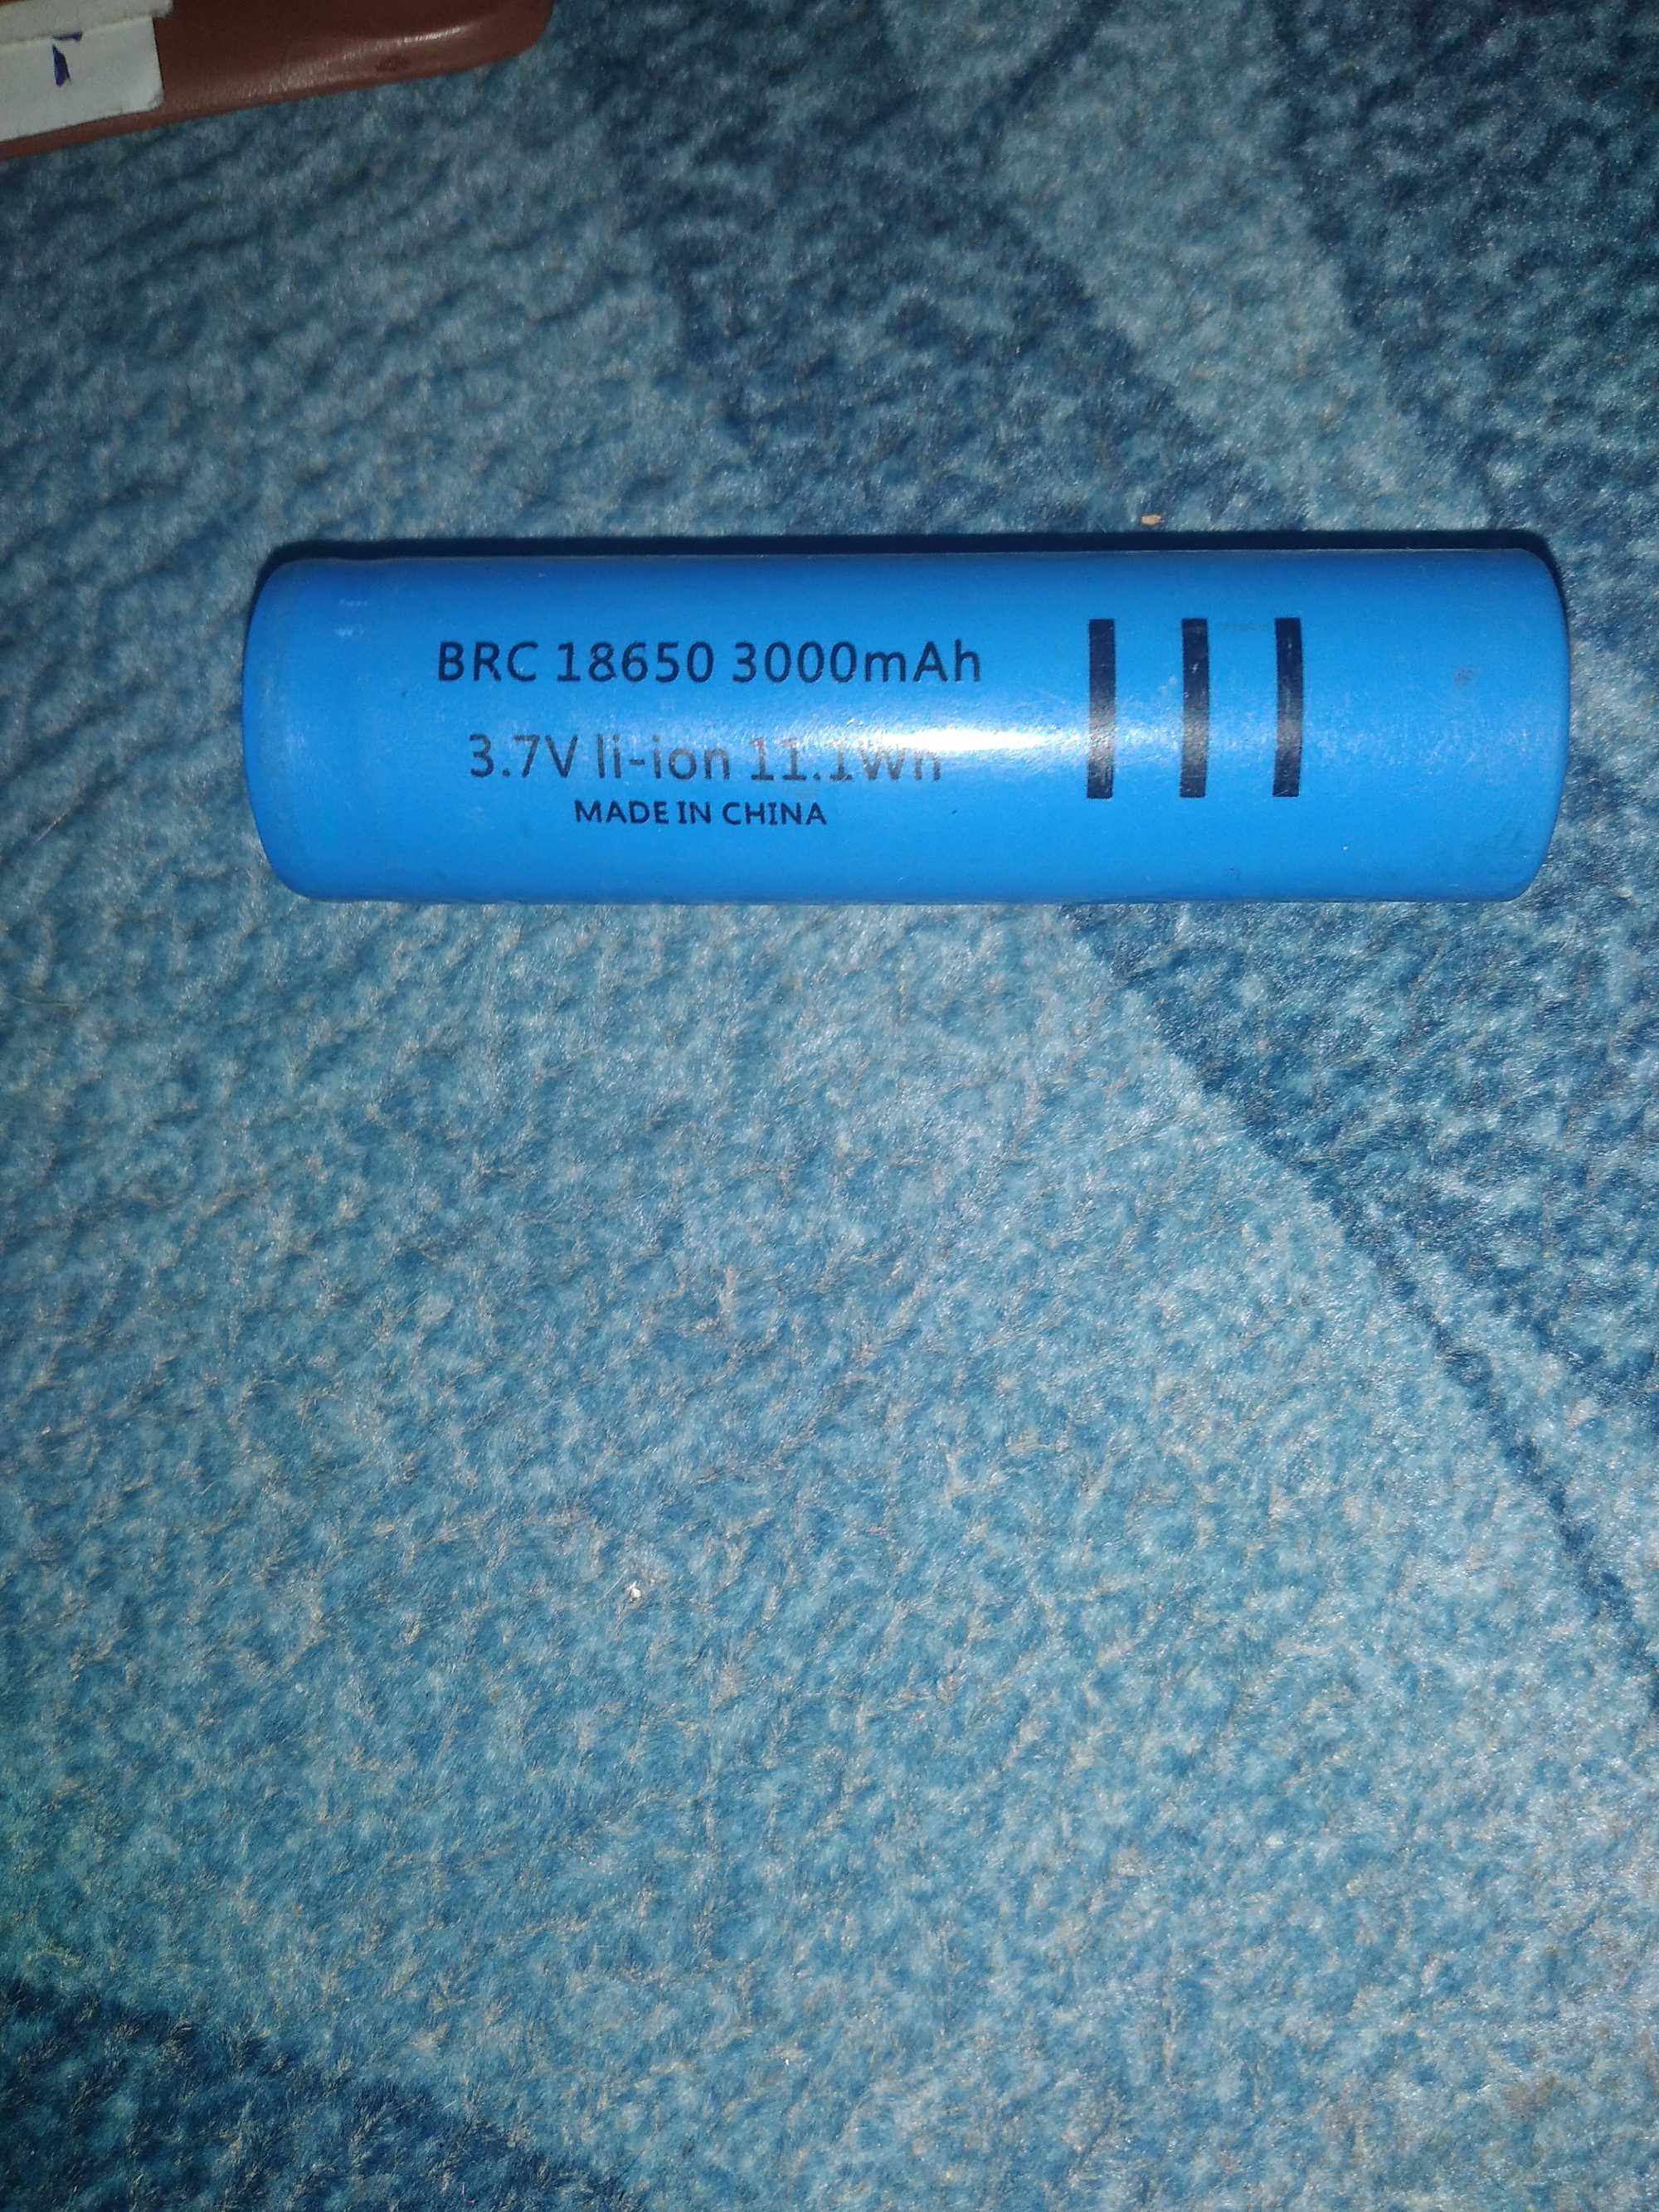 BRC 18650 3000mAh
3.7V li-ion 11.1Wh
MADE IN CHINA